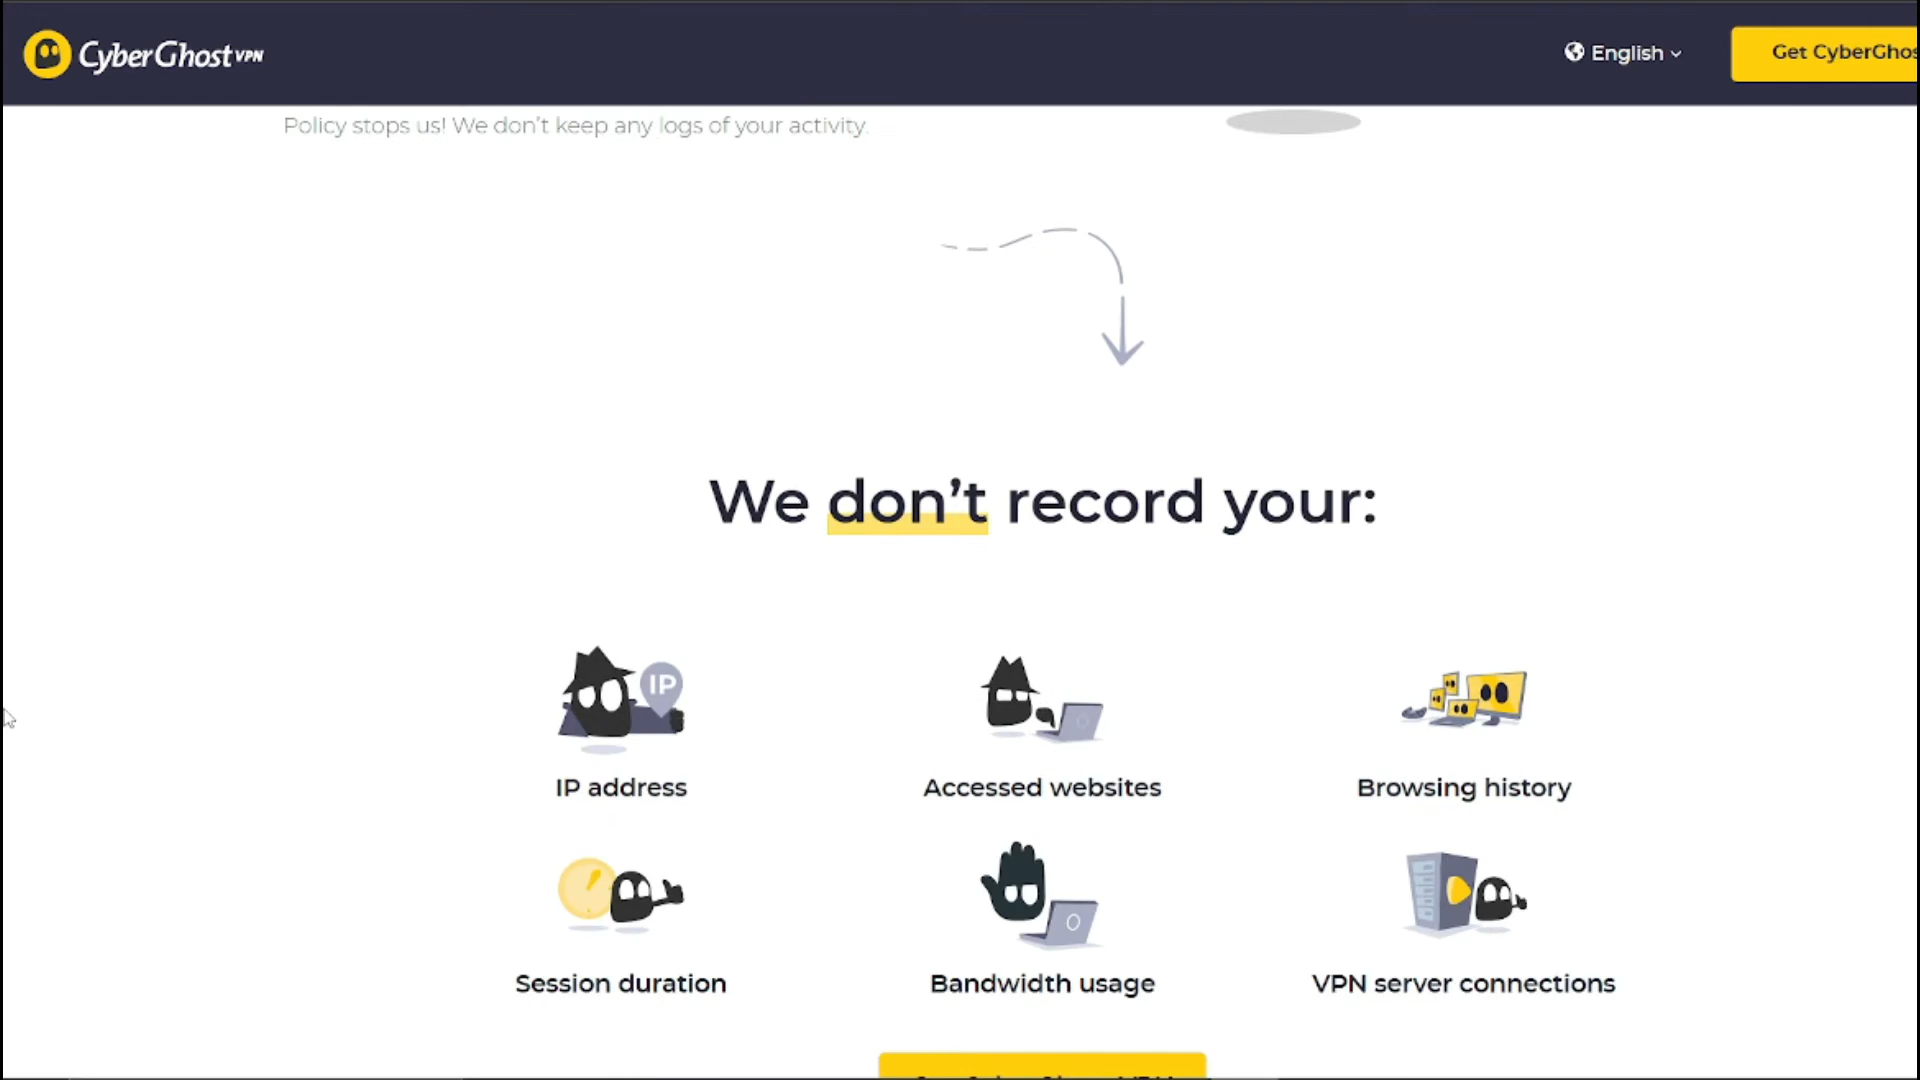 CyberGhost VPN
English
Get CyberGhos
Policy stops us! We don't keep any logs of your activity.
We don't record your:
IP
IP address
Accessed websites
Browsing history
Session duration
Bandwidth usage
VPN server connections